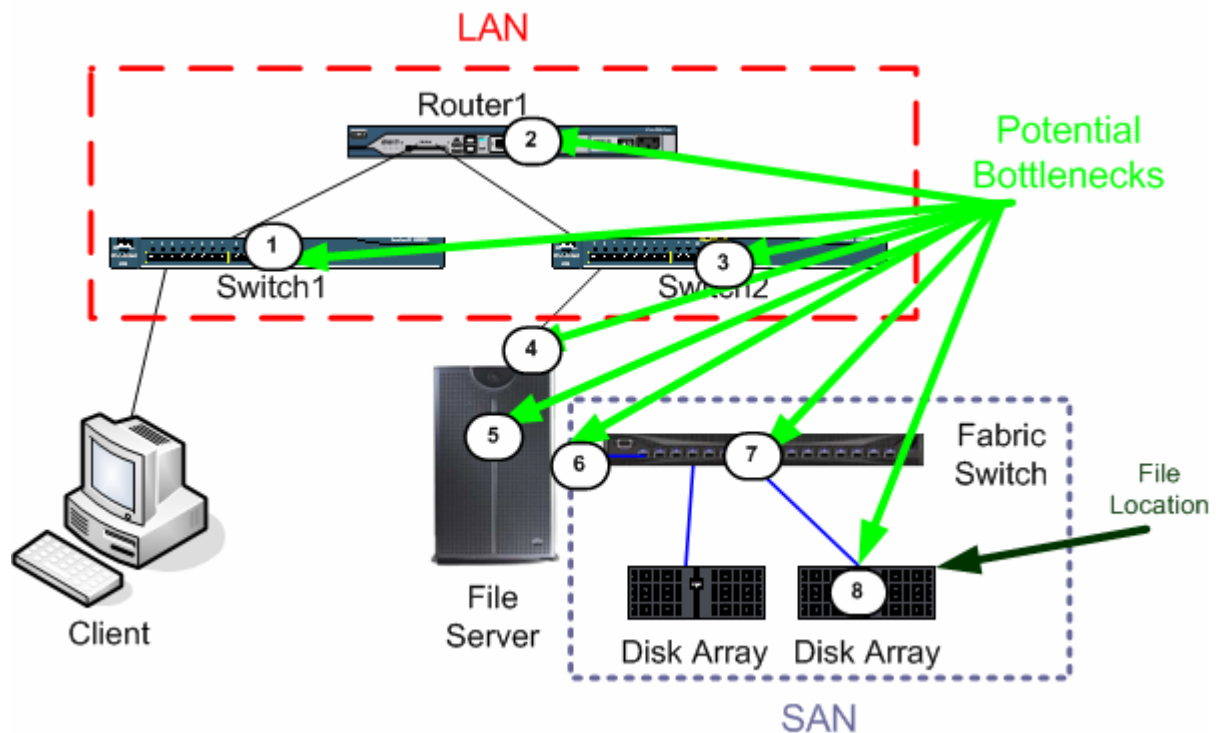 LAN
Router1
2
Potential
Bottlenecks
1
Switch1
3
Switch2
4
5
6
7
Fabric
Switch
File
Location
8
Client
File
Server
Disk Array
Disk Array
SAN